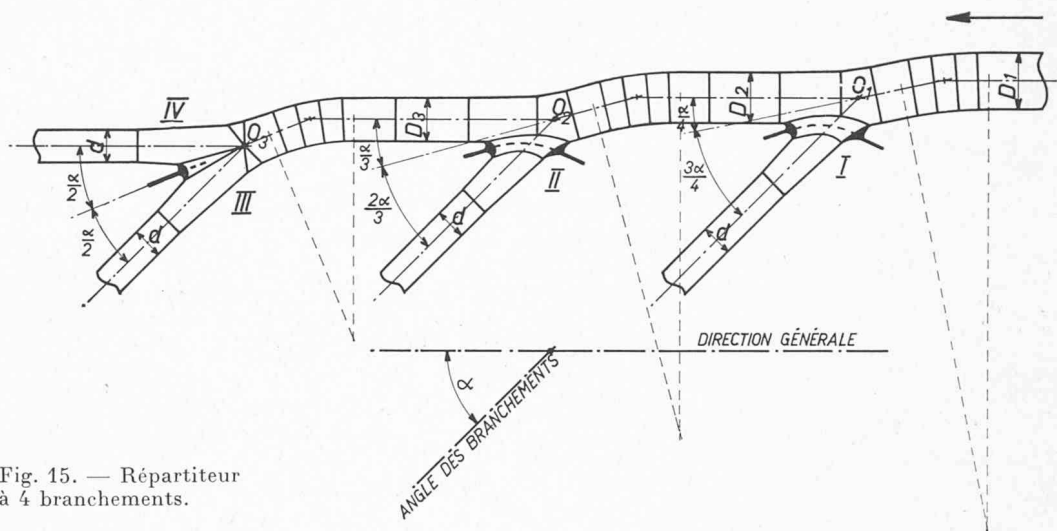 IV
d
O3
D3
O2
D2
O1
D1
α/2
α/2
III
d
α/3
2α/3
II
d
α/4
3α/4
I
d
DIRECTION GÉNÉRALE
α
ANGLE DES BRANCHEMENTS
Fig. 15. — Répartiteur
à 4 branchements.